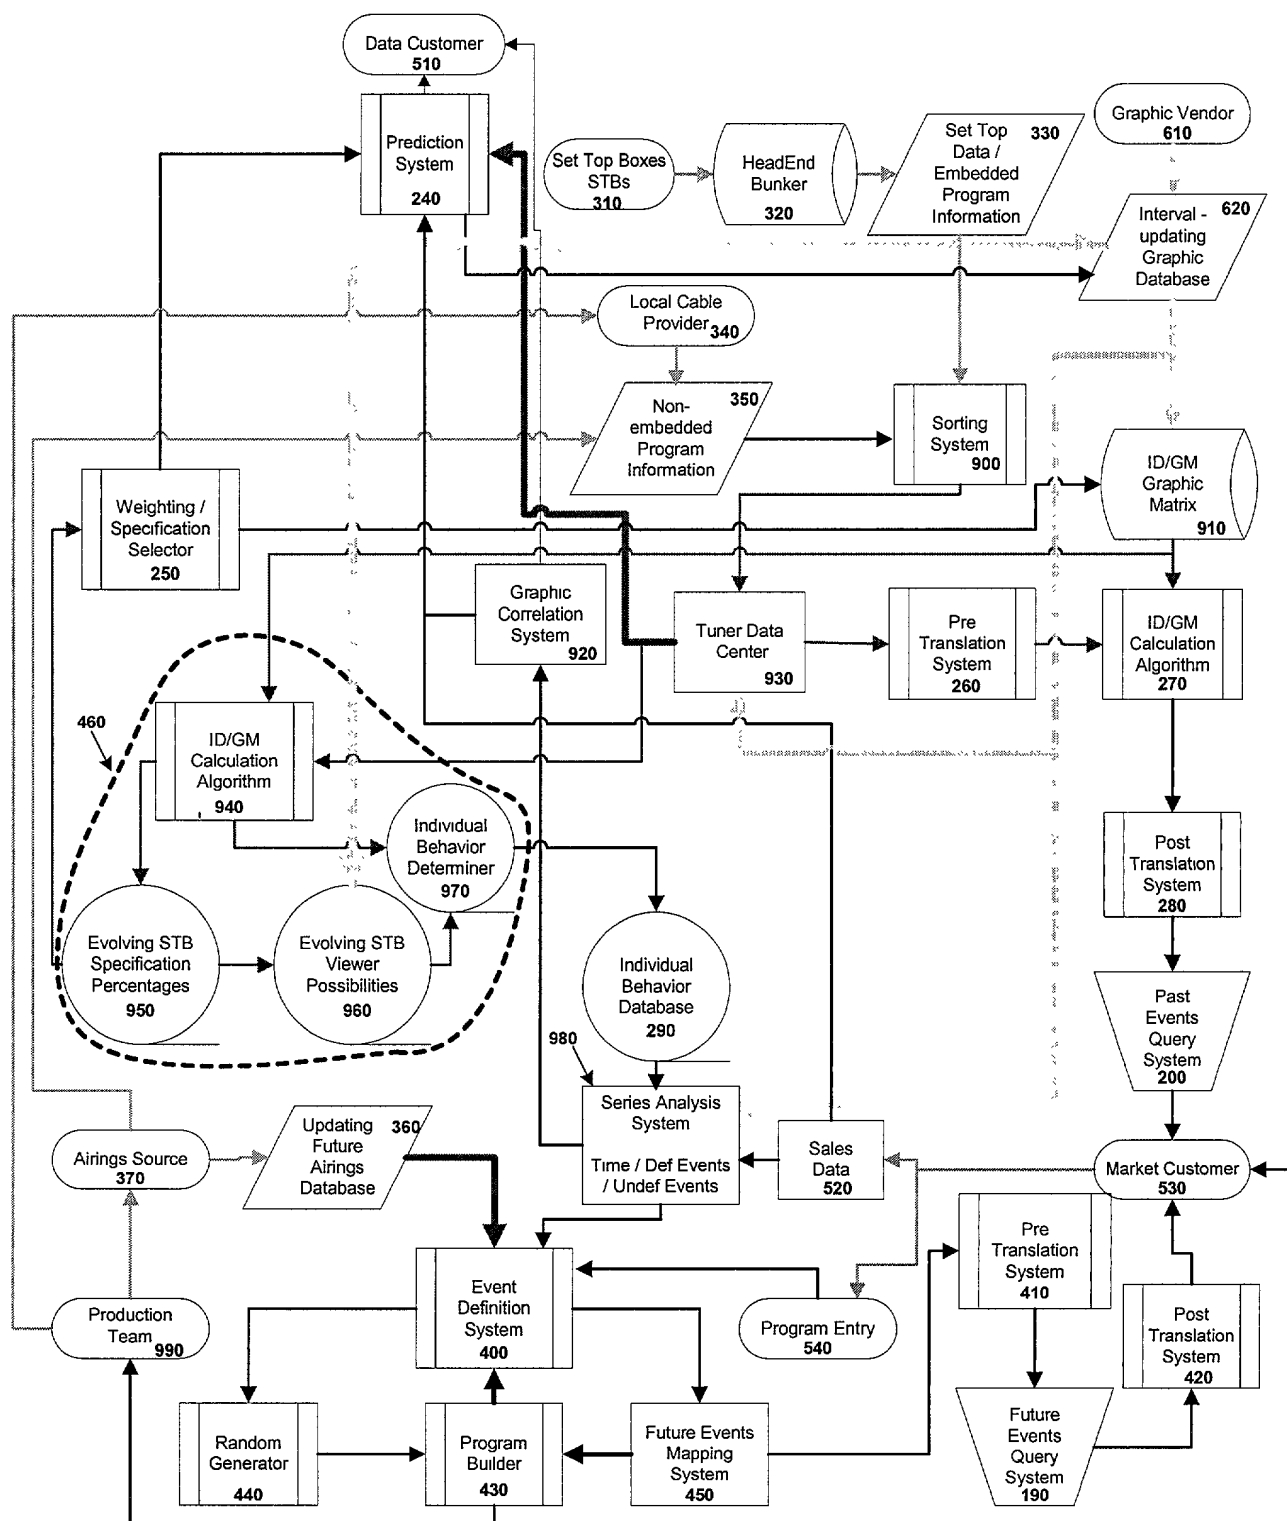 Data Customer
510
Prediction
System
240
Set Top Boxes
STBs
310
HeadEnd
Bunker
320
Set Top
Data /
Embedded
Program
Information
330
Graphic Vendor
610
Interval -
updating
Graphic
Database
620
Local Cable
Provider
340
Non-
embedded
Program
Information
350
Sorting
System
900
ID/GM
Graphic
Matrix
910
Weighting /
Specification
Selector
250
Graphic
Correlation
System
920
Tuner Data
Center
930
Pre
Translation
System
260
ID/GM
Calculation
Algorithm
270
460
ID/GM
Calculation
Algorithm
940
Individual
Behavior
Determiner
970
Post
Translation
System
280
Evolving STB
Specification
Percentages
950
Evolving STB
Viewer
Possibilities
960
Individual
Behavior
Database
290
Past
Events
Query
System
200
980
Series Analysis
System
Time / Def Events
/ Undef Events
Updating
Future
Airings
Database
360
Airings Source
370
Sales
Data
520
Market Customer
530
Pre
Translation
System
410
Event
Definition
System
400
Production
Team
990
Program Entry
540
Post
Translation
System
420
Random
Generator
440
Program
Builder
430
Future Events
Mapping
System
450
Future
Events
Query
System
190